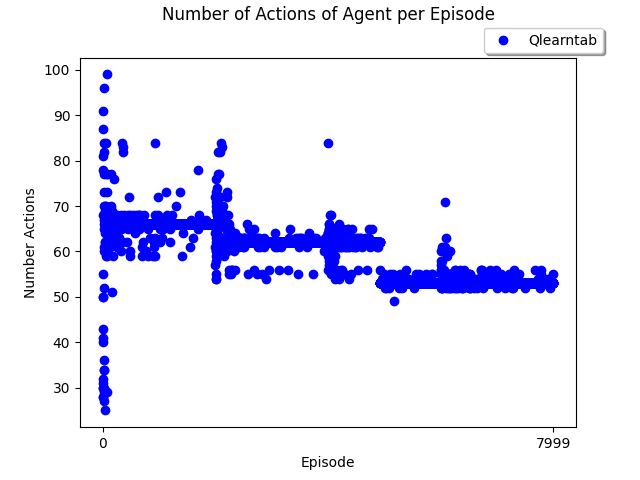 Number of Actions of Agent per Episode
Qlearntab
100
90
80
70
60
50
40
30
Number Actions
0
7999
Episode